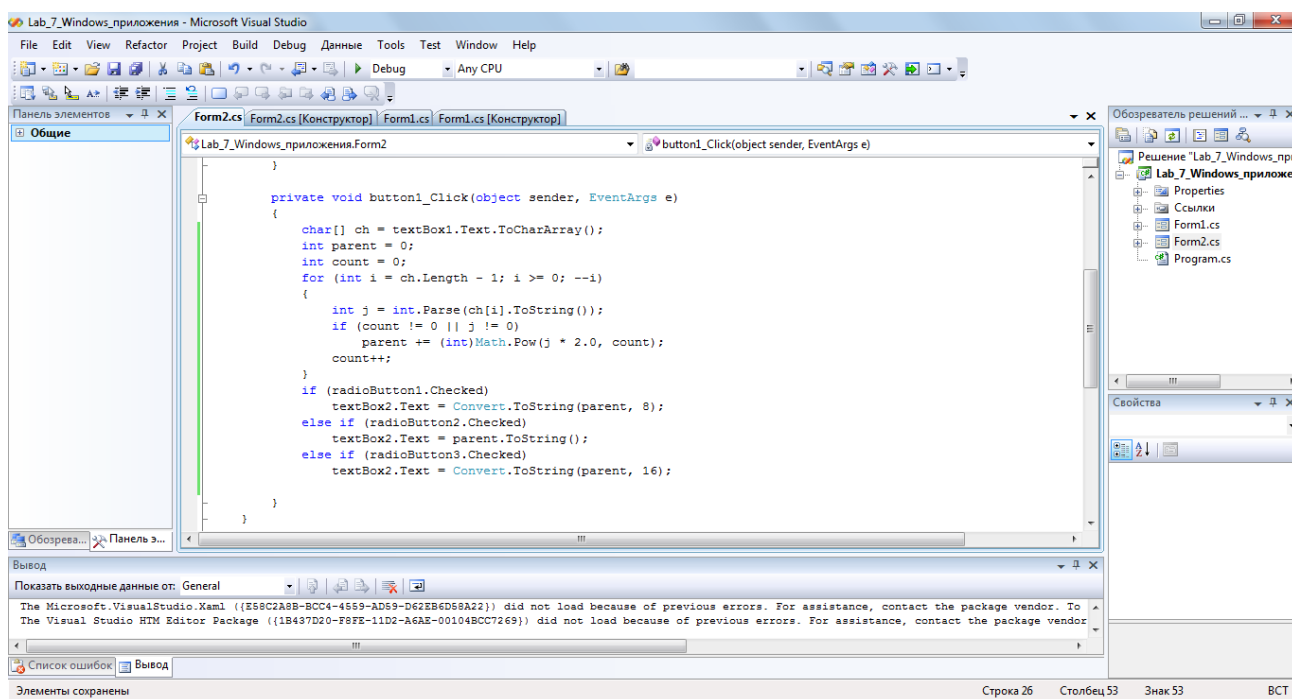 Lab_7_Windows_приложения - Microsoft Visual Studio
File Edit View Refactor Project Build Debug Данные Tools Test Window Help
Debug Any CPU
Панель элементов
Общие
Form2.cs Form2.cs [Конструктор] Form1.cs Form1.cs [Конструктор]
Lab_7_Windows_приложения.Form2 button1_Click(object sender, EventArgs e)
}
private void button1_Click(object sender, EventArgs e)
{
char[] ch = textBox1.Text.ToCharArray();
int parent = 0;
int count = 0;
for (int i = ch.Length - 1; i >= 0; --i)
{
int j = int.Parse(ch[i].ToString());
if (count != 0 || j != 0)
parent += (int)Math.Pow(j * 2.0, count);
count++;
}
if (radioButton1.Checked)
textBox2.Text = Convert.ToString(parent, 8);
else if (radioButton2.Checked)
textBox2.Text = parent.ToString();
else if (radioButton3.Checked)
textBox2.Text = Convert.ToString(parent, 16);
}
}
Обозрева... Панель э...
Обозреватель решений ...
Решение "Lab_7_Windows_пр
Lab_7_Windows_приложе
Properties
Ссылки
Form1.cs
Form2.cs
Program.cs
Свойства
Вывод
Показать выходные данные от: General
The Microsoft.VisualStudio.Xaml ({E58C2A8B-BCC4-4559-AD59-D62EB6D58A22}) did not load because of previous errors. For assistance, contact the package vendor. To
The Visual Studio HTM Editor Package ({1B437D20-F8FE-11D2-A6AE-00104BCC7269}) did not load because of previous errors. For assistance, contact the package vendor
Список ошибок Вывод
Элементы сохранены Строка 26 Столбец 53 Знак 53 ВСТ